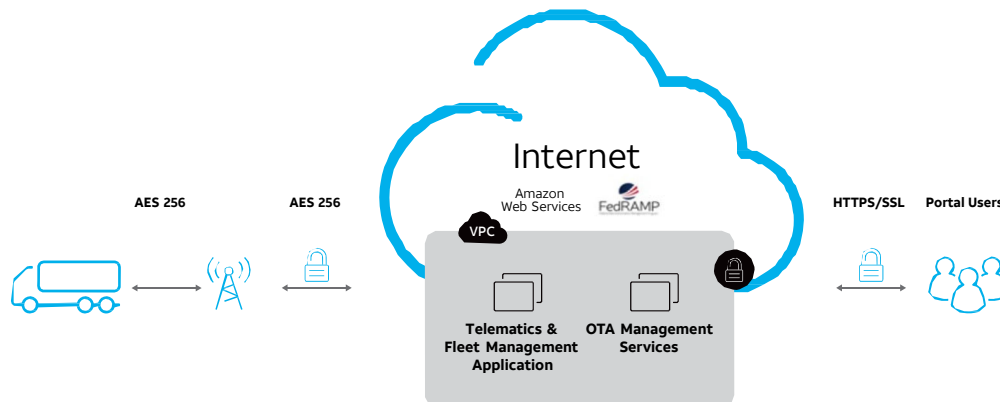 Internet
Amazon
Web Services
FedRAMP
AES 256
AES 256
HTTPS/SSL
Portal Users
VPC
Telematics &
Fleet Management
Application
OTA Management
Services